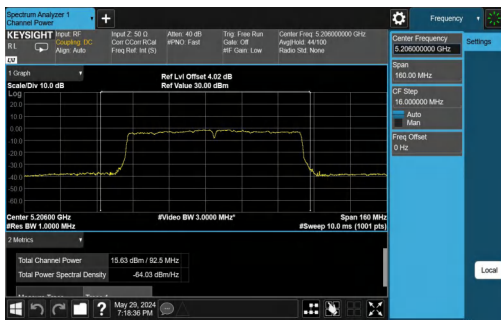 Spectrum Analyzer 1
Channel Power
Frequency
KEYSIGHT
RL
Input: RF
Coupling: DC
Align: Auto
Input Z: 50 Ω
Corr CCorr RCal
Freq Ref: Int (S)
Atten: 40 dB
#PNO: Fast
Trig: Free Run
Gate: Off
#IF Gain: Low
Center Freq: 5.206000000 GHz
Avg|Hold: 44/100
Radio Std: None
LXI
1 Graph
Scale/Div 10.0 dB
Ref Lvl Offset 4.02 dB
Ref Value 30.00 dBm
Log
20.0
10.0
0.00
-10.0
-20.0
-30.0
-40.0
-50.0
-60.0
Center 5.20600 GHz
#Res BW 1.0000 MHz
#Video BW 3.0000 MHz*
Span 160 MHz
#Sweep 10.0 ms (1001 pts)
2 Metrics
Total Channel Power 15.63 dBm / 92.5 MHz
Total Power Spectral Density -64.03 dBm/Hz
May 29, 2024
7:18:36 PM
Center Frequency
5.206000000 GHz
Span
160.00 MHz
CF Step
16.000000 MHz
Auto
Man
Freq Offset
0 Hz
Settings
Local